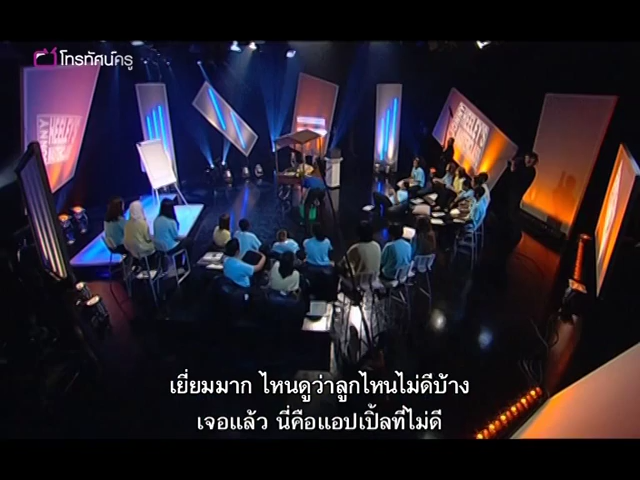 โทรทัศน์ครู
เยี่ยมมาก ไหนดูว่าลูกไหนไม่ดีบ้าง
เจอแล้ว นี่คือแอปเปิ้ลที่ไม่ดี